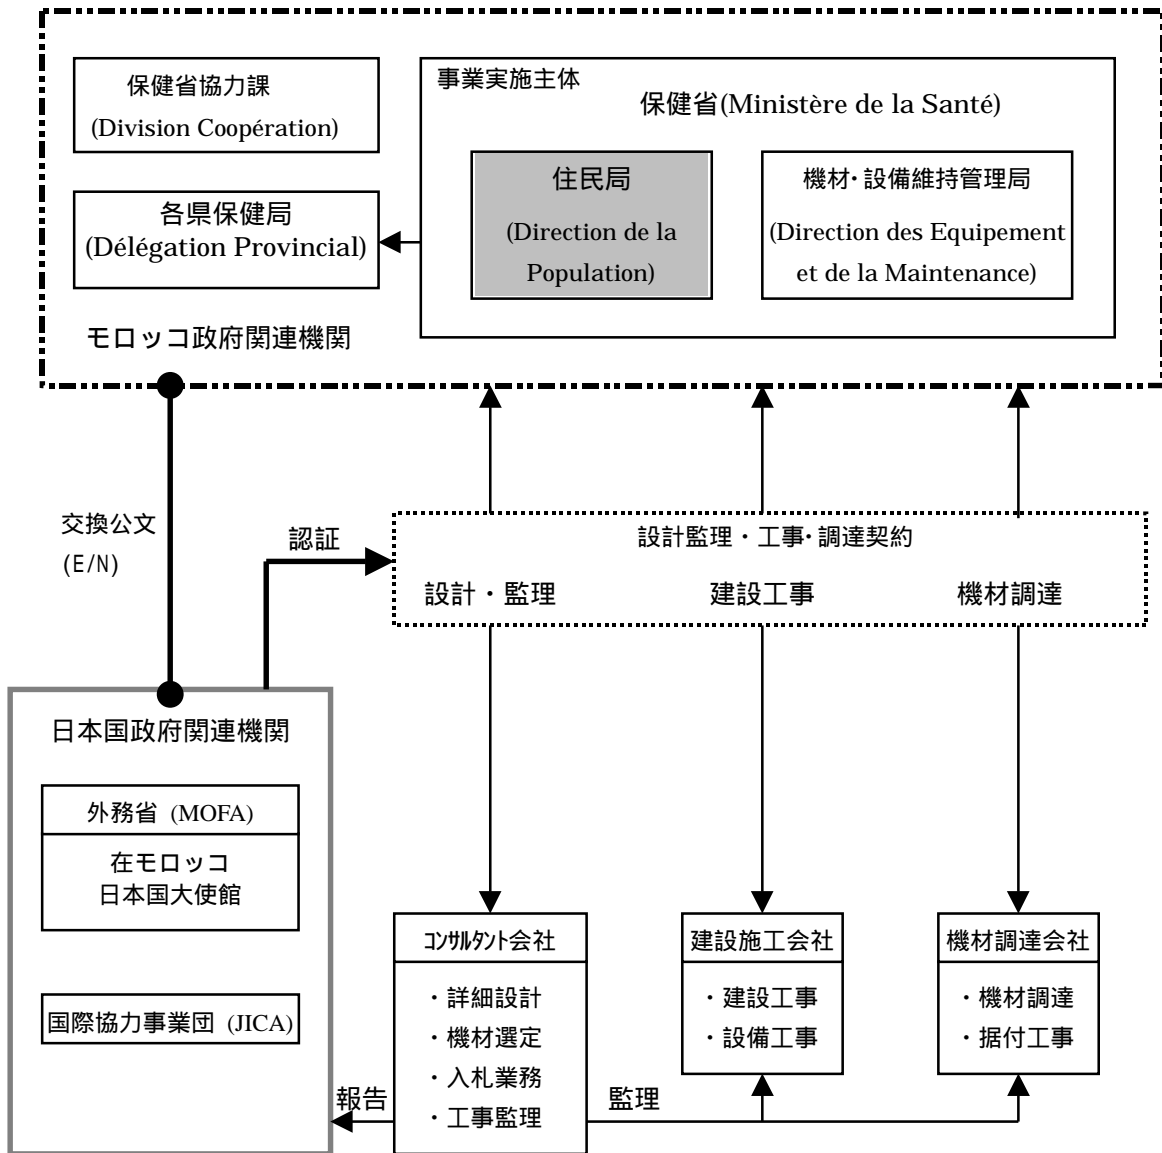 保健省協力課
(Division Coopération)
事業実施主体
保健省(Ministère de la Santé)
住民局
(Direction de la
Population)
機材・設備維持管理局
(Direction des Equipement
et de la Maintenance)
各県保健局
(Délégation Provincial)
モロッコ政府関連機関
交換公文
(E/N)
認証
設計監理・工事・調達契約
設計・監理
建設工事
機材調達
日本国政府関連機関
外務省 (MOFA)
在モロッコ
日本国大使館
国際協力事業団 (JICA)
コンサルタント会社
・詳細設計
・機材選定
・入札業務
・工事監理
建設施工会社
・建設工事
・設備工事
機材調達会社
・機材調達
・据付工事
報告
監理